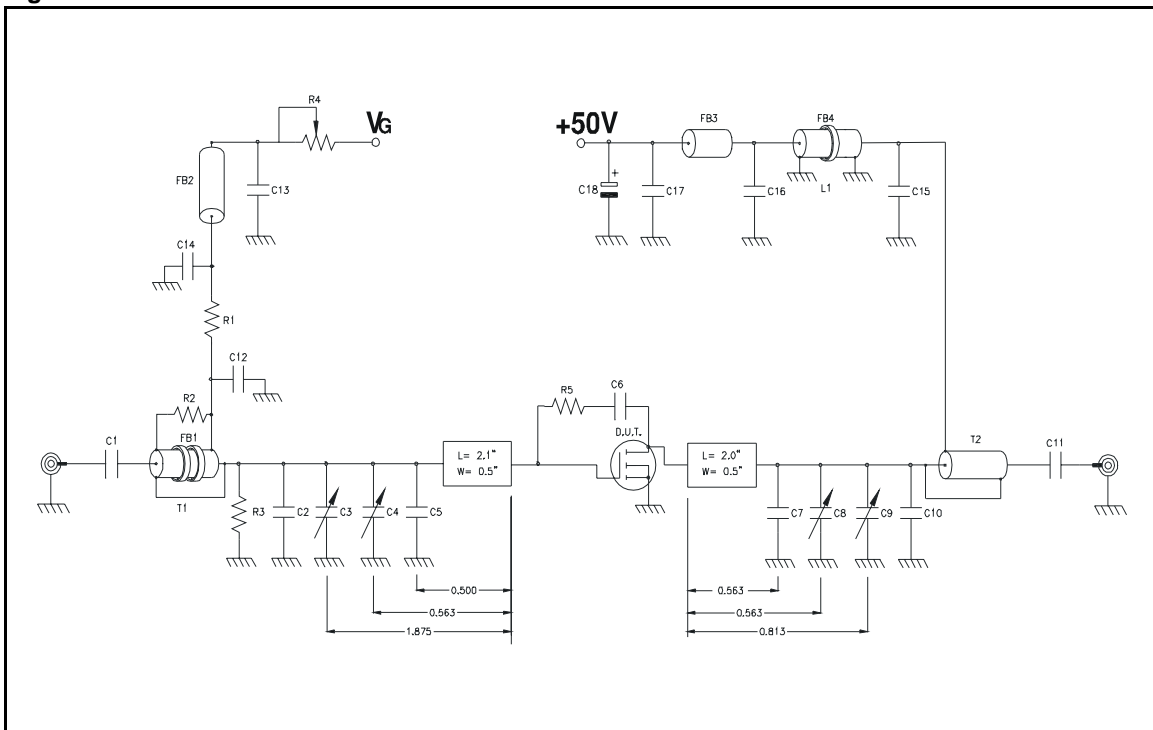 R4
VG
+50V
FB3
FB4
FB2
C13
C18
+
C17
C16
L1
C15
C14
R1
C12
R2
FB1
R5
C6
D.U.T.
C1
T1
L= 2.1"
W= 0.5"
L= 2.0"
W= 0.5"
T2
C11
R3
C2
C3
C4
C5
C7
C8
C9
C10
0.500
0.563
0.563
0.563
1.875
0.813